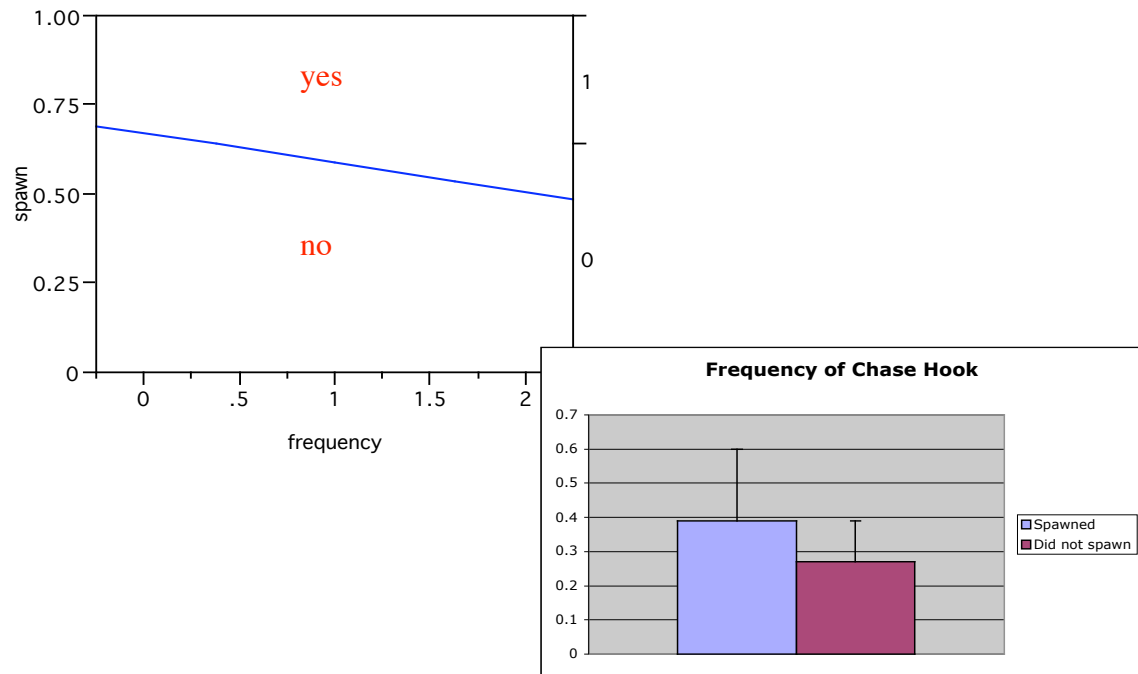 1.00
yes
1
0.75
0.50
spawn
no
0
0.25
0
0 .5 1 1.5 2
frequency
Frequency of Chase Hook
0.7
0.6
0.5
0.4
0.3
0.2
0.1
0
Spawned
Did not spawn